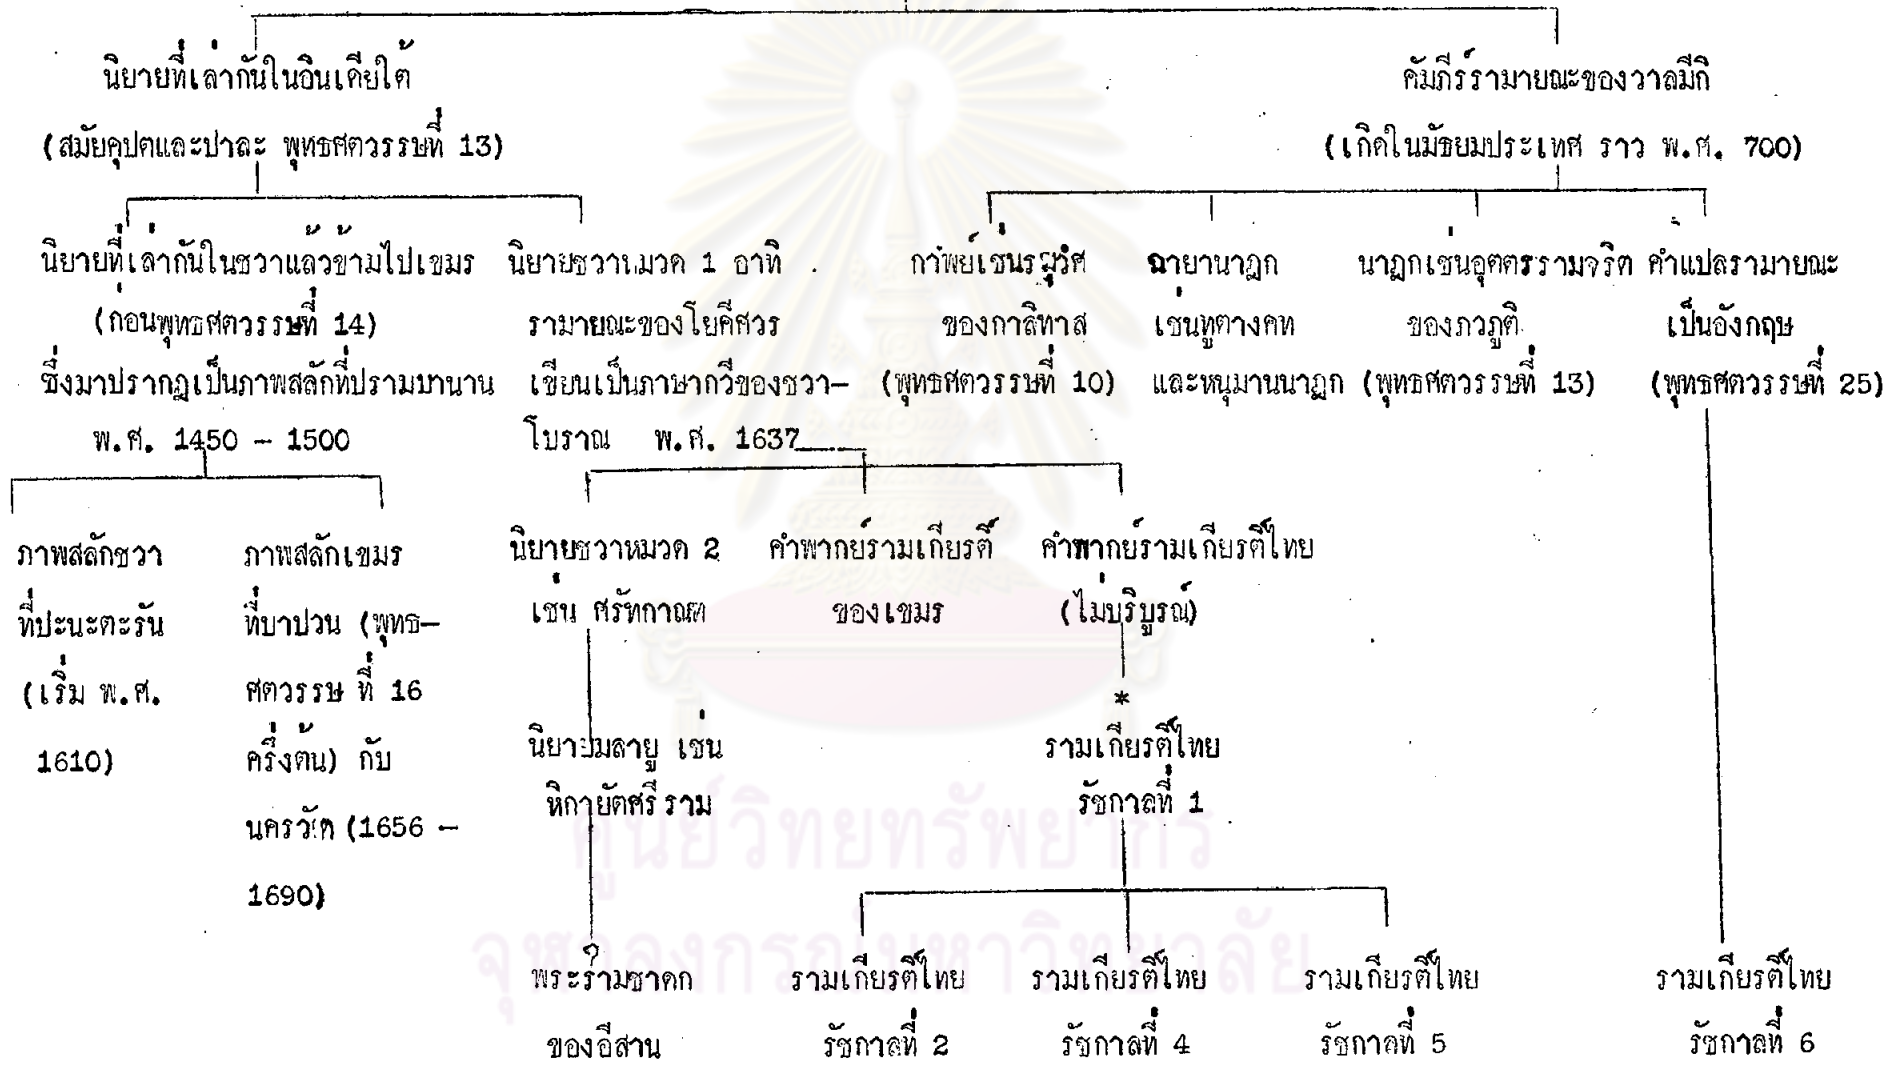 นิยายที่เล่ากันในอินเดียใต้
(สมัยคุปตและปาละ พุทธศตวรรษที่ 13)
คัมภีร์รามายณะของวาลมีกิ
(เกิดในมัธยมประเทศ ราว พ.ศ. 700)
นิยายที่เล่ากันในชวาแล้วข้ามไปเขมร
(ก่อนพุทธศตวรรษที่ 14)
ซึ่งมาปรากฏเป็นภาพสลักที่ปรามบานาน
พ.ศ. 1450 – 1500
นิยายชวาหมวด 1 อาทิ
รามายณะของโยคีศวร
เขียนเป็นภาษากวีของชวา–
โบราณ พ.ศ. 1637
กาพย์เช่นรฆุวํศ
ของกาลิทาส
(พุทธศตวรรษที่ 10)
ฉายานาฏก
เช่นทูตางคท
และหนุมานนาฏก
นาฏกเช่นอุตตรรามจริต
ของภวภูติ
(พุทธศตวรรษที่ 13)
คำแปลรามายณะ
เป็นอังกฤษ
(พุทธศตวรรษที่ 25)
ภาพสลักชวา
ที่ปะนะตะรัน
(เริ่ม พ.ศ.
1610)
ภาพสลักเขมร
ที่บาปวน (พุทธ–
ศตวรรษ ที่ 16
ครึ่งต้น) กับ
นครวัด (1656 –
1690)
นิยายชวาหมวด 2
เช่น ศรัทกาณฑ
คำพากย์รามเกียรติ์
ของเขมร
คำพากย์รามเกียรติ์ไทย
(ไม่บริบูรณ์)
นิยายมลายู เช่น
หิกายัตศรีราม
*
รามเกียรติ์ไทย
รัชกาลที่ 1
?
พระรามชาดก
ของอีสาน
รามเกียรติ์ไทย
รัชกาลที่ 2
รามเกียรติ์ไทย
รัชกาลที่ 4
รามเกียรติ์ไทย
รัชกาลที่ 5
รามเกียรติ์ไทย
รัชกาลที่ 6
ศูนย์วิทยทรัพยากร
จุฬาลงกรณ์มหาวิทยาลัย